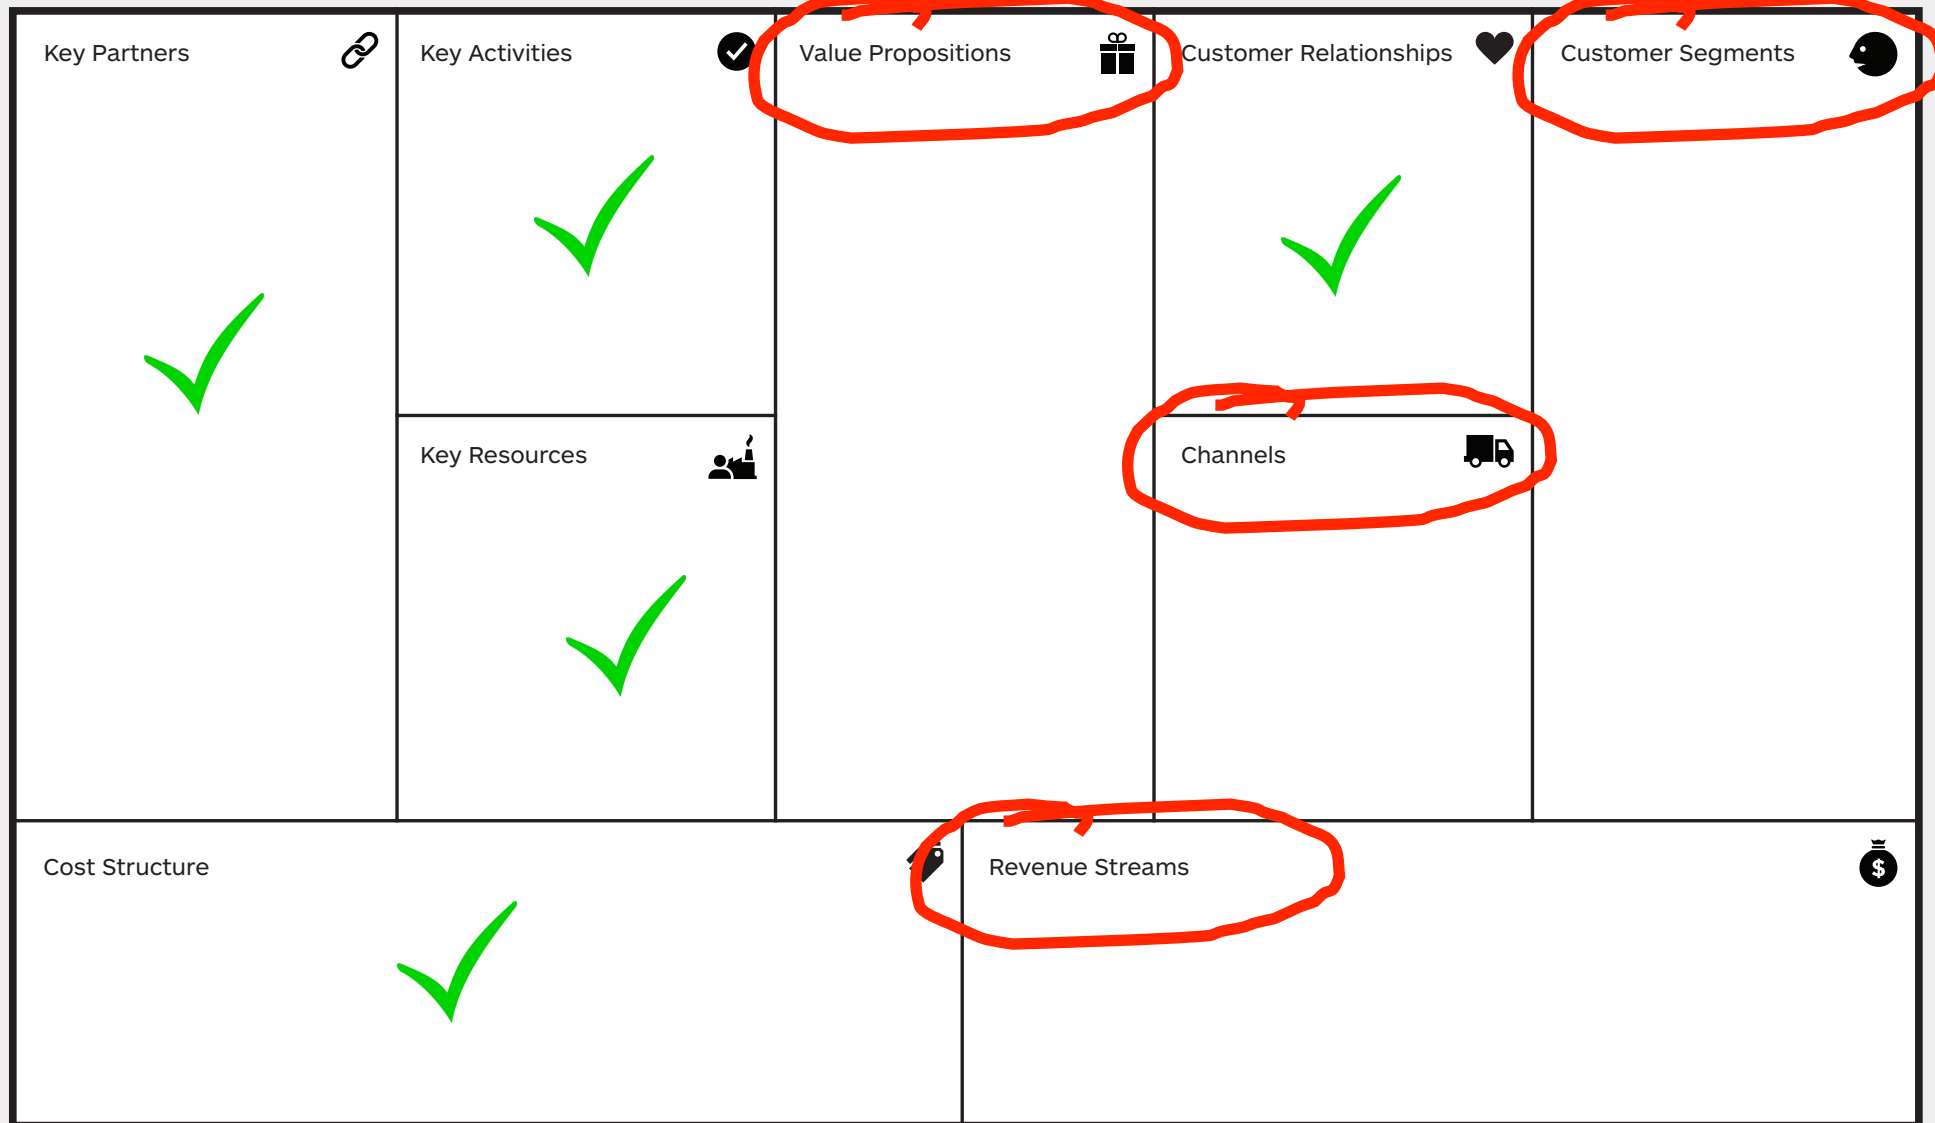 Key Partners
Key Activities
Value Propositions
Customer Relationships
Customer Segments
Key Resources
Channels
Cost Structure
Revenue Streams
$